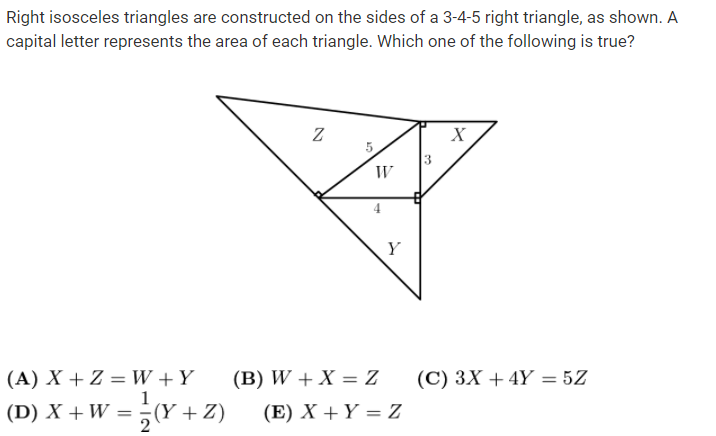 Right isosceles triangles are constructed on the sides of a 3-4-5 right triangle, as shown. A
capital letter represents the area of each triangle. Which one of the following is true?
Z
X
5
3
W
4
Y
(A) X + Z = W + Y (B) W + X = Z (C) 3X + 4Y = 5Z
(D) X + W = 1/2(Y + Z) (E) X + Y = Z